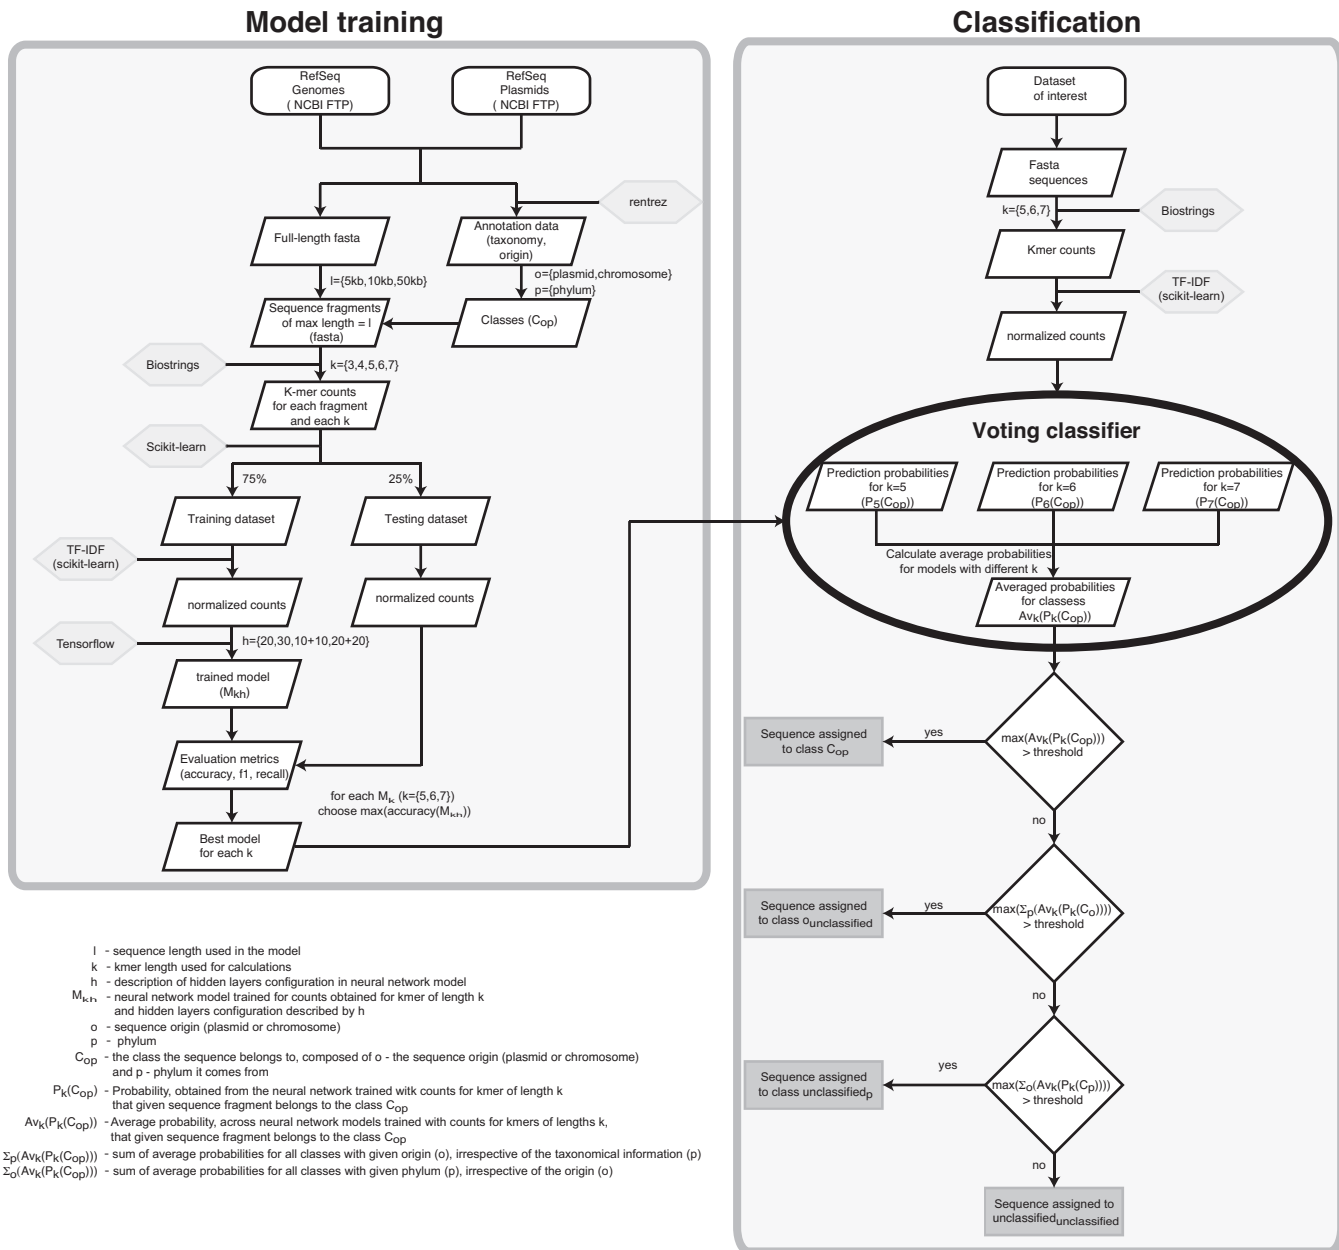 Model training
RefSeq
Genomes
( NCBI FTP)
RefSeq
Plasmids
( NCBI FTP)
rentrez
Full-length fasta
Annotation data
(taxonomy,
origin)
l={5kb,10kb,50kb}
o={plasmid,chromosome}
p={phylum}
Sequence fragments
of max length = l
(fasta)
Classes (Cop)
Biostrings
k={3,4,5,6,7}
K-mer counts
for each fragment
and each k
Scikit-learn
75%
25%
Training dataset
Testing dataset
TF-IDF
(scikit-learn)
normalized counts
normalized counts
Tensorflow
h={20,30,10+10,20+20}
trained model
(Mkh)
Evaluation metrics
(accuracy, f1, recall)
for each Mk (k={5,6,7})
choose max(accuracy(Mkh))
Best model
for each k
Classification
Dataset
of interest
Fasta
sequences
k={5,6,7}
Biostrings
Kmer counts
TF-IDF
(scikit-learn)
normalized counts
Voting classifier
Prediction probabilities
for k=5
(P5(Cop))
Prediction probabilities
for k=6
(P6(Cop))
Prediction probabilities
for k=7
(P7(Cop))
Calculate average probabilities
for models with different k
Averaged probabilities
for classess
Avk(Pk(Cop))
max(Avk(Pk(Cop)))
> threshold
yes
Sequence assigned
to class Cop
no
max(Σp(Avk(Pk(Co))))
> threshold
yes
Sequence assigned
to class ounclassified
no
max(Σo(Avk(Pk(Cp))))
> threshold
yes
Sequence assigned
to class unclassifiedp
no
Sequence assigned to
unclassifiedunclassified
l - sequence length used in the model
k - kmer length used for calculations
h - description of hidden layers configuration in neural network model
Mkh - neural network model trained for counts obtained for kmer of length k
and hidden layers configuration described by h
o - sequence origin (plasmid or chromosome)
p - phylum
Cop - the class the sequence belongs to, composed of o - the sequence origin (plasmid or chromosome)
and p - phylum it comes from
Pk(Cop) - Probability, obtained from the neural network trained witk counts for kmer of length k
that given sequence fragment belongs to the class Cop
Avk(Pk(Cop)) - Average probability, across neural network models trained with counts for kmers of lengths k,
that given sequence fragment belongs to the class Cop
Σp(Avk(Pk(Cop))) - sum of average probabilities for all classes with given origin (o), irrespective of the taxonomical information (p)
Σo(Avk(Pk(Cop))) - sum of average probabilities for all classes with given phylum (p), irrespective of the origin (o)